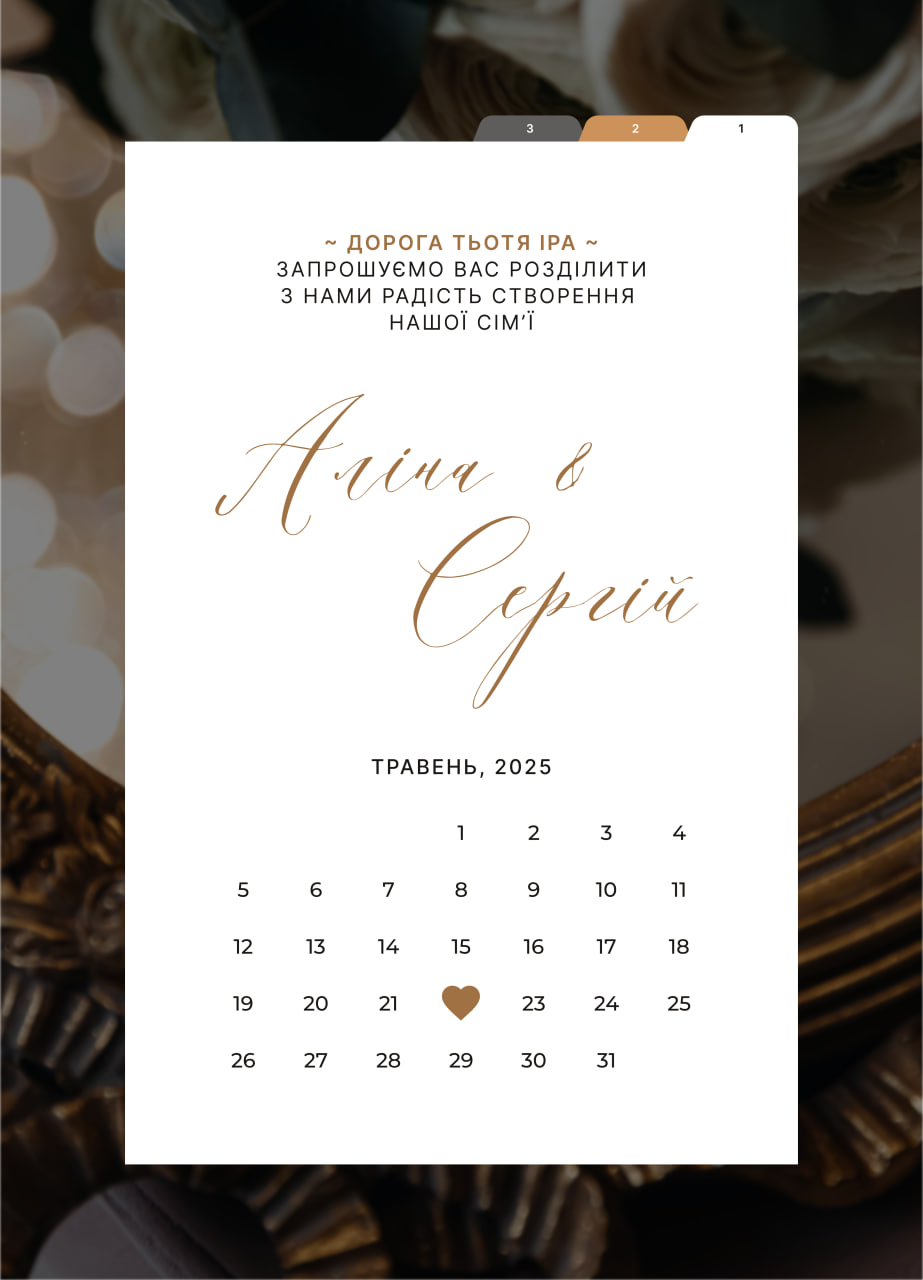 3 2 1
~ ДОРОГА ТЬОТЯ ІРА ~
ЗАПРОШУЄМО ВАС РОЗДІЛИТИ
З НАМИ РАДІСТЬ СТВОРЕННЯ
НАШОЇ СІМ’Ї
Аліна &
Сергій
ТРАВЕНЬ, 2025
1 2 3 4
5 6 7 8 9 10 11
12 13 14 15 16 17 18
19 20 21 23 24 25
26 27 28 29 30 31